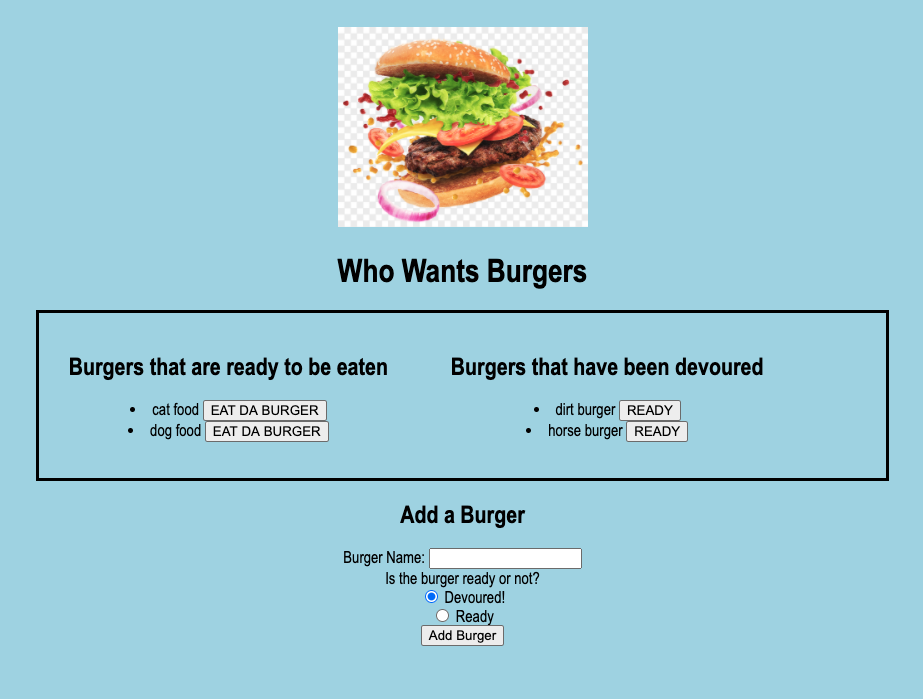 Who Wants Burgers
Burgers that are ready to be eaten
cat food EAT DA BURGER
dog food EAT DA BURGER
Burgers that have been devoured
dirt burger READY
horse burger READY
Add a Burger
Burger Name:
Is the burger ready or not?
Devoured!
Ready
Add Burger